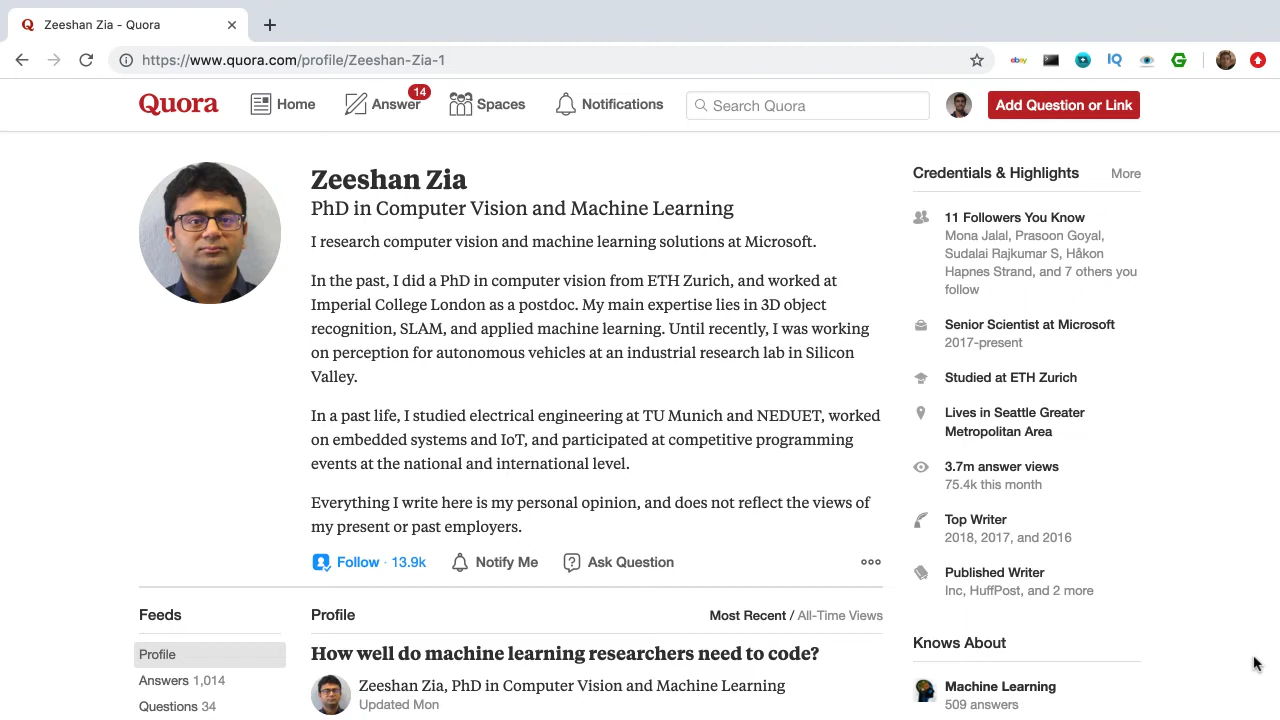 Zeeshan Zia - Quora
https://www.quora.com/profile/Zeeshan-Zia-1
ebay
IQ
Quora
Home
Answer
14
Spaces
Notifications
Search Quora
Add Question or Link
Zeeshan Zia
PhD in Computer Vision and Machine Learning
I research computer vision and machine learning solutions at Microsoft.
In the past, I did a PhD in computer vision from ETH Zurich, and worked at
Imperial College London as a postdoc. My main expertise lies in 3D object
recognition, SLAM, and applied machine learning. Until recently, I was working
on perception for autonomous vehicles at an industrial research lab in Silicon
Valley.
In a past life, I studied electrical engineering at TU Munich and NEDUET, worked
on embedded systems and IoT, and participated at competitive programming
events at the national and international level.
Everything I write here is my personal opinion, and does not reflect the views of
my present or past employers.
Follow · 13.9k
Notify Me
Ask Question
Feeds
Profile
Answers 1,014
Questions 34
Profile
Most Recent / All-Time Views
How well do machine learning researchers need to code?
Zeeshan Zia, PhD in Computer Vision and Machine Learning
Updated Mon
Credentials & Highlights
More
11 Followers You Know
Mona Jalal, Prasoon Goyal,
Sudalai Rajkumar S, Håkon
Hapnes Strand, and 7 others you
follow
Senior Scientist at Microsoft
2017-present
Studied at ETH Zurich
Lives in Seattle Greater
Metropolitan Area
3.7m answer views
75.4k this month
Top Writer
2018, 2017, and 2016
Published Writer
Inc, HuffPost, and 2 more
Knows About
Machine Learning
509 answers